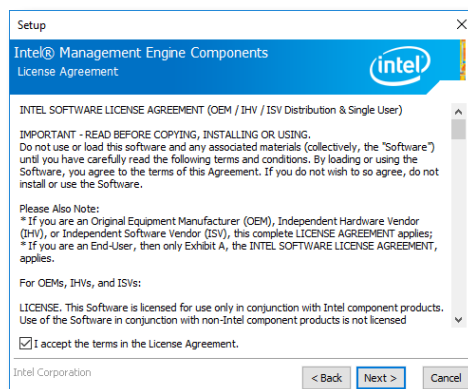 Setup
Intel® Management Engine Components
License Agreement
intel
INTEL SOFTWARE LICENSE AGREEMENT (OEM / IHV / ISV Distribution & Single User)
IMPORTANT - READ BEFORE COPYING, INSTALLING OR USING.
Do not use or load this software and any associated materials (collectively, the "Software")
until you have carefully read the following terms and conditions. By loading or using the
Software, you agree to the terms of this Agreement. If you do not wish to so agree, do not
install or use the Software.
Please Also Note:
* If you are an Original Equipment Manufacturer (OEM), Independent Hardware Vendor
(IHV), or Independent Software Vendor (ISV), this complete LICENSE AGREEMENT applies;
* If you are an End-User, then only Exhibit A, the INTEL SOFTWARE LICENSE AGREEMENT,
applies.
For OEMs, IHVs, and ISVs:
LICENSE. This Software is licensed for use only in conjunction with Intel component products.
Use of the Software in conjunction with non-Intel component products is not licensed
I accept the terms in the License Agreement.
Intel Corporation
< Back
Next >
Cancel